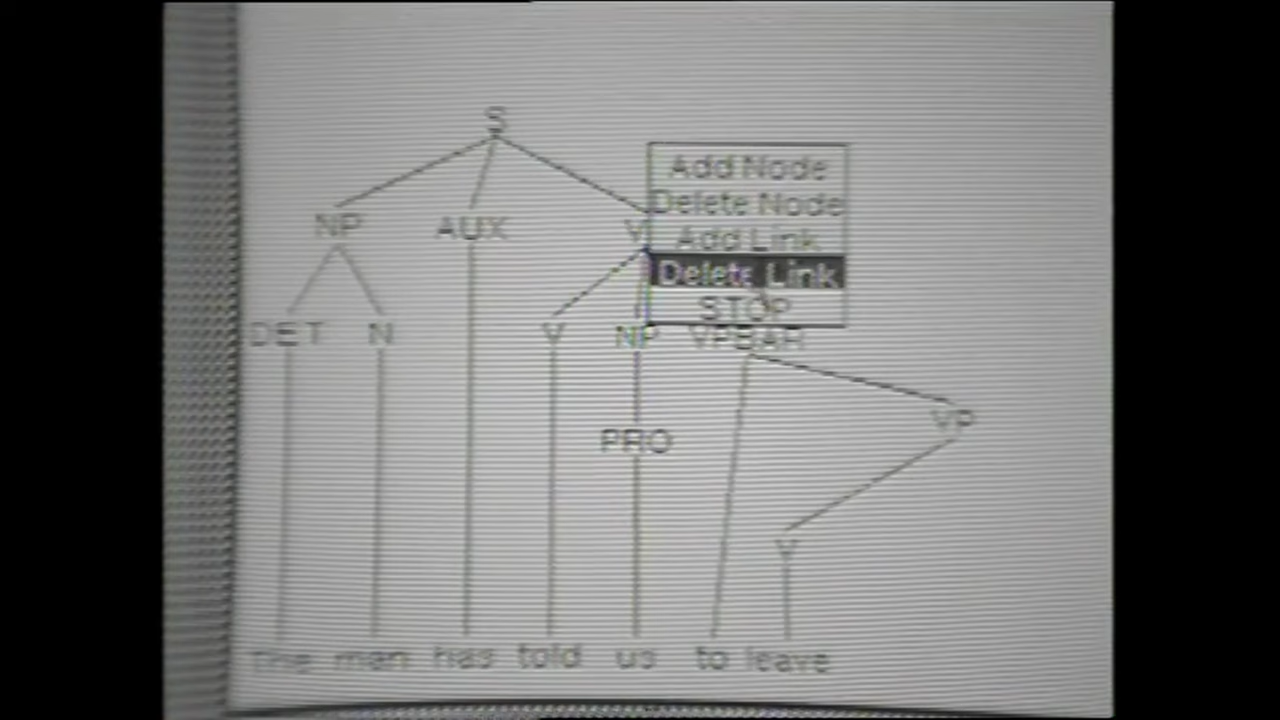 S
Add Node
Delete Node
NP AUX V Add Link
Delete Link
STOP
DET N V NP VPBAR
VP
PRO
V
The man has told us to leave